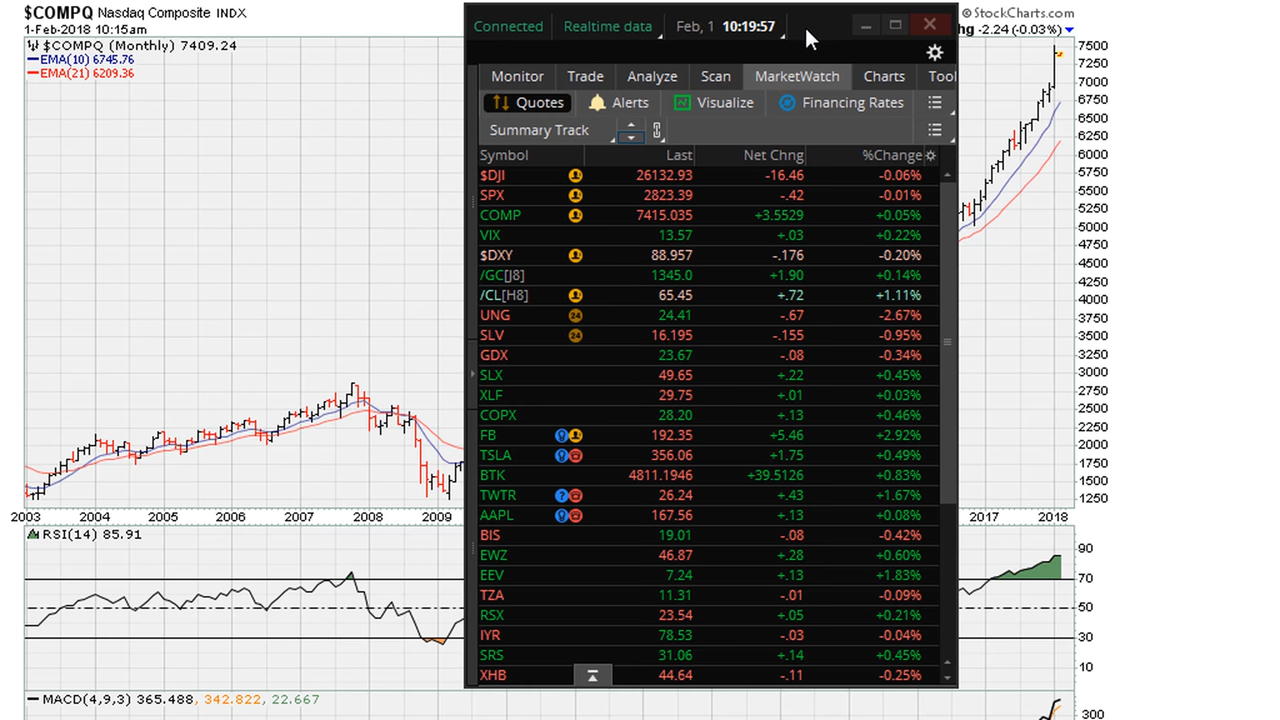 $COMPQ Nasdaq Composite INDX
© StockCharts.com
1-Feb-2018 10:15am
hg -2.24 (-0.03%)
$COMPQ (Monthly) 7409.24
EMA(10) 6745.76
EMA(21) 6209.36
Connected Realtime data Feb, 1 10:19:57
Monitor Trade Analyze Scan MarketWatch Charts Tool
Quotes Alerts Visualize Financing Rates
Summary Track
Symbol Last Net Chng %Change
$DJI 26132.93 -16.46 -0.06%
SPX 2823.39 -.42 -0.01%
COMP 7415.035 +3.5529 +0.05%
VIX 13.57 +.03 +0.22%
$DXY 88.957 -.176 -0.20%
/GC[J8] 1345.0 +1.90 +0.14%
/CL[H8] 65.45 +.72 +1.11%
UNG 24 24.41 -.67 -2.67%
SLV 24 16.195 -.155 -0.95%
GDX 23.67 -.08 -0.34%
SLX 49.65 +.22 +0.45%
XLF 29.75 +.01 +0.03%
COPX 28.20 +.13 +0.46%
FB 192.35 +5.46 +2.92%
TSLA 356.06 +1.75 +0.49%
BTK 4811.1946 +39.5126 +0.83%
TWTR ? 26.24 +.43 +1.67%
AAPL 167.56 +.13 +0.08%
BIS 19.01 -.08 -0.42%
EWZ 46.87 +.28 +0.60%
EEV 7.24 +.13 +1.83%
TZA 11.31 -.01 -0.09%
RSX 23.54 +.05 +0.21%
IYR 78.53 -.03 -0.04%
SRS 31.06 +.14 +0.45%
XHB 44.64 -.11 -0.25%
7500
7250
7000
6750
6500
6250
6000
5750
5500
5250
5000
4750
4500
4250
4000
3750
3500
3250
3000
2750
2500
2250
2000
1750
1500
1250
2003 2004 2005 2006 2007 2008 2009 2017 2018
RSI(14) 85.91
90
70
50
30
10
MACD(4,9,3) 365.488, 342.822, 22.667
300